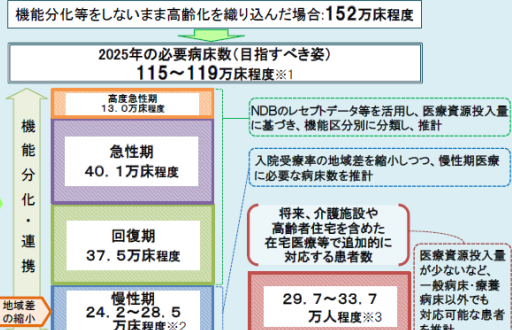 機能分化等をしないまま高齢化を織り込んだ場合:152万床程度
2025年の必要病床数(目指すべき姿)
115～119万床程度※1
高度急性期
13.0万床程度
NDBのレセプトデータ等を活用し、医療資源投入量
に基づき、機能区分別に分類し、推計
機能分化・連携
急性期
40.1万床程度
入院受療率の地域差を縮小しつつ、慢性期医療
に必要な病床数を推計
回復期
37.5万床程度
将来、介護施設や
高齢者住宅を含めた
在宅医療等で追加的に
対応する患者数
医療資源投入量
が少ないなど、
一般病床・療養
病床以外でも
対応可能な患者
を推計
地域差
の縮小
慢性期
24.2～28.5
万床程度※2
29.7～33.7
万人程度※3